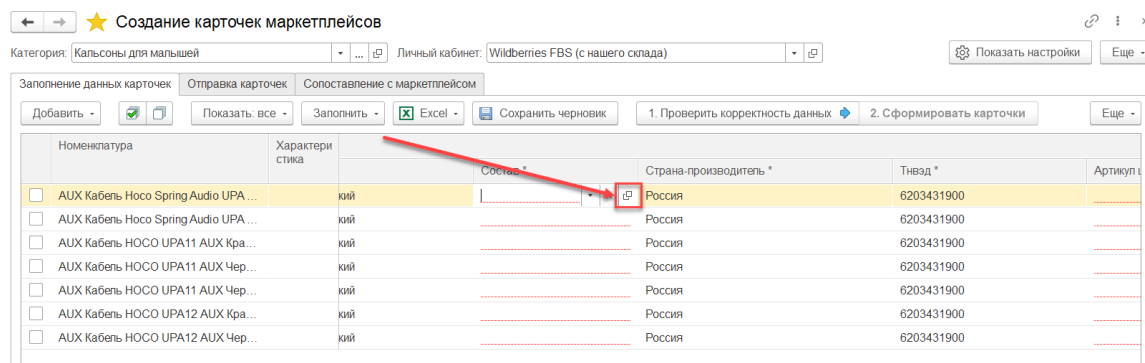 Создание карточек маркетплейсов
Категория: Кальсоны для малышей ... Личный кабинет: Wildberries FBS (с нашего склада) Показать настройки Еще
Заполнение данных карточек Отправка карточек Сопоставление с маркетплейсом
Добавить Показать: все Заполнить Excel Сохранить черновик 1. Проверить корректность данных 2. Сформировать карточки Еще
Номенклатура Характеристика Состав * Страна-производитель * Тнвэд * Артикул
AUX Кабель Hoco Spring Audio UPA ... кий Россия 6203431900
AUX Кабель Hoco Spring Audio UPA ... кий Россия 6203431900
AUX Кабель HOCO UPA11 AUX Кра... кий Россия 6203431900
AUX Кабель HOCO UPA11 AUX Чер... кий Россия 6203431900
AUX Кабель HOCO UPA11 AUX Чер... кий Россия 6203431900
AUX Кабель HOCO UPA12 AUX Кра... кий Россия 6203431900
AUX Кабель HOCO UPA12 AUX Чер... кий Россия 6203431900